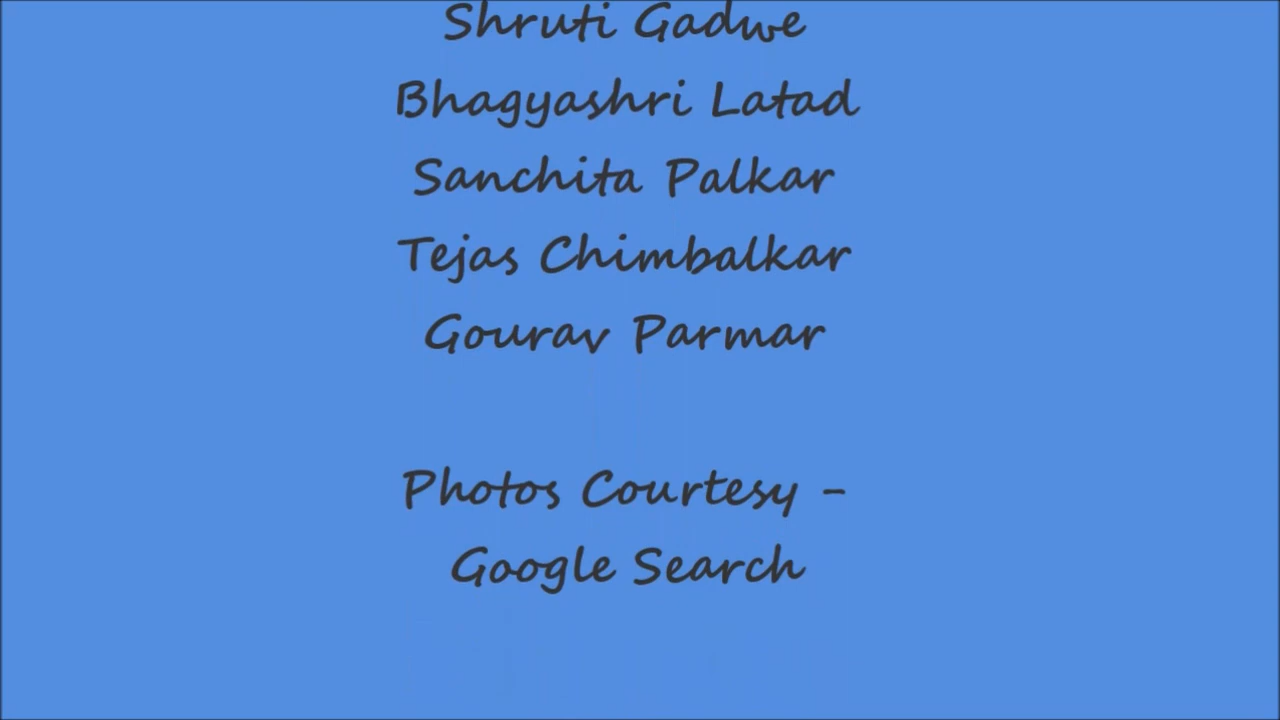 Shruti Gadwe
Bhagyashri Latad
Sanchita Palkar
Tejas Chimbalkar
Gourav Parmar
Photos Courtesy -
Google Search